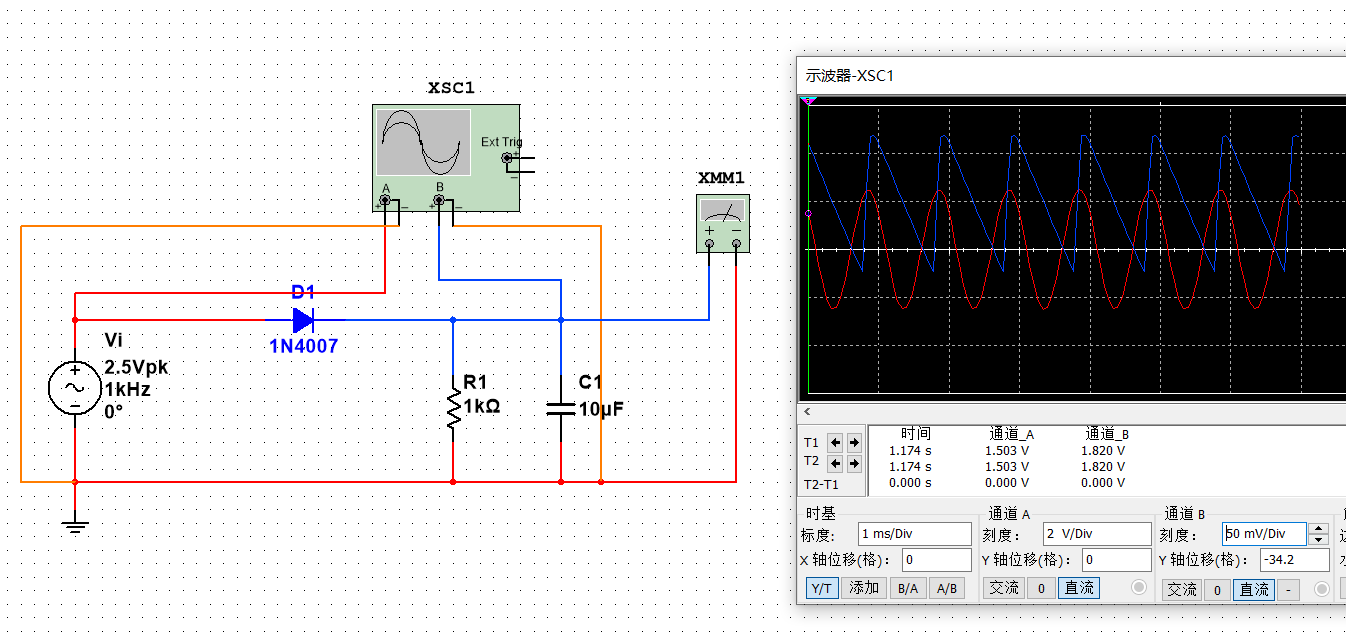 XSC1
Ext Trig
A
B
XMM1
D1
1N4007
Vi
2.5Vpk
1kHz
0°
R1
1kΩ
C1
10µF
示波器-XSC1
时间 通道_A 通道_B
T1 1.174 s 1.503 V 1.820 V
T2 1.174 s 1.503 V 1.820 V
T2-T1 0.000 s 0.000 V 0.000 V
时基
标度: 1 ms/Div
X 轴位移(格): 0
Y/T 添加 B/A A/B
通道 A
刻度: 2 V/Div
Y 轴位移(格): 0
交流 0 直流
通道 B
刻度: 50 mV/Div
Y 轴位移(格): -34.2
交流 0 直流 -